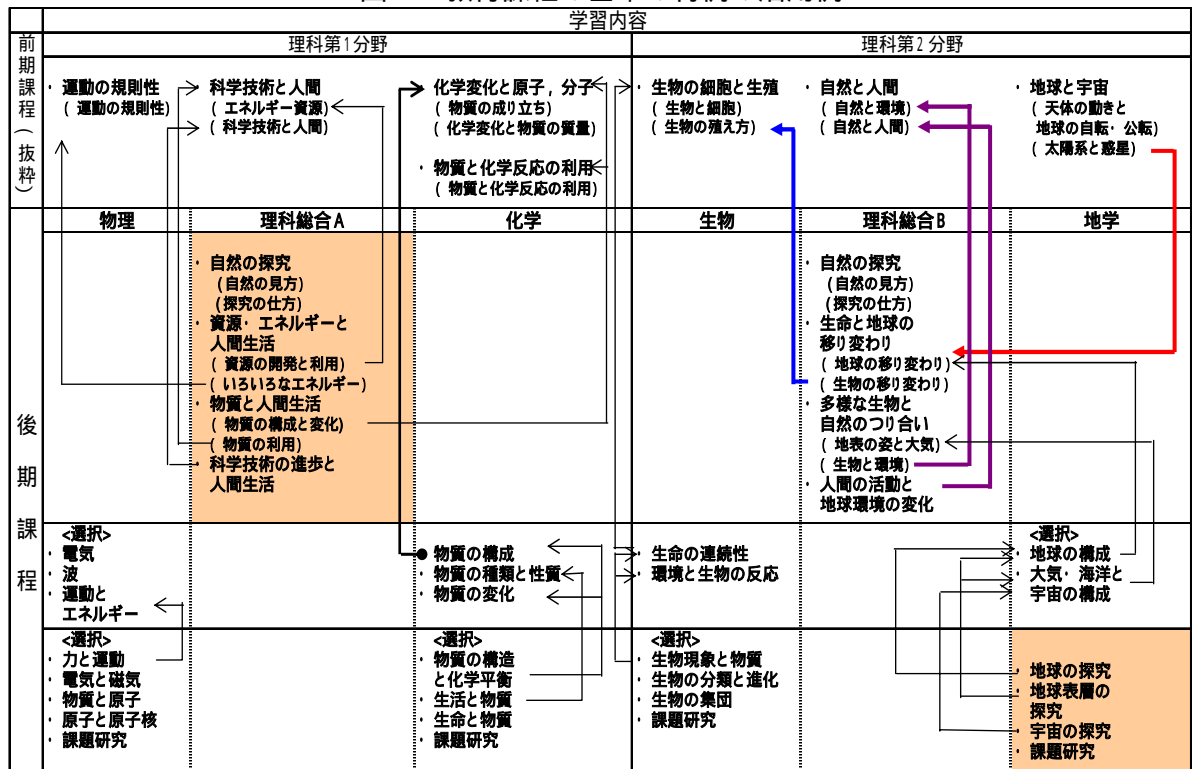 学習内容
前期課程(抜粋)
理科第1分野
理科第2分野
・運動の規則性
(運動の規則性)
・科学技術と人間
(エネルギー資源)
(科学技術と人間)
・化学変化と原子,分子
(物質の成り立ち)
(化学変化と物質の質量)
・物質と化学反応の利用
(物質と化学反応の利用)
・生物の細胞と生殖
(生物と細胞)
(生物の殖え方)
・自然と人間
(自然と環境)
(自然と人間)
・地球と宇宙
(天体の動きと
地球の自転・公転)
(太陽系と惑星)
後期課程
物理
理科総合A
化学
生物
理科総合B
地学
・自然の探究
(自然の見方)
(探究の仕方)
・資源・エネルギーと
人間生活
(資源の開発と利用)
(いろいろなエネルギー)
・物質と人間生活
(物質の構成と変化)
(物質の利用)
・科学技術の進歩と
人間生活
・自然の探究
(自然の見方)
(探究の仕方)
・生命と地球の
移り変わり
(地球の移り変わり)
(生物の移り変わり)
・多様な生物と
自然のつり合い
(地表の姿と大気)
(生物と環境)
・人間の活動と
地球環境の変化
<選択>
・電気
・波
・運動と
エネルギー
・物質の構成
・物質の種類と性質
・物質の変化
・生命の連続性
・環境と生物の反応
<選択>
・地球の構成
・大気・海洋と
宇宙の構成
<選択>
・力と運動
・電気と磁気
・物質と原子
・原子と原子核
・課題研究
<選択>
・物質の構造
と化学平衡
・生活と物質
・生命と物質
・課題研究
<選択>
・生物現象と物質
・生物の分類と進化
・生物の集団
・課題研究
・地球の探究
・地球表層の
探究
・宇宙の探究
・課題研究